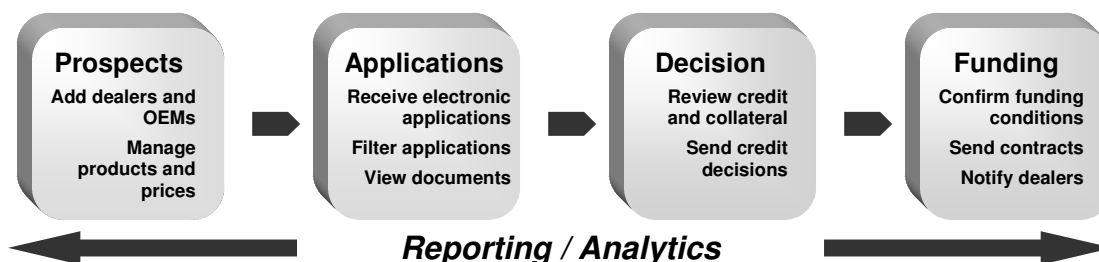 Prospects
Add dealers and
OEMs
Manage
products and
prices
Applications
Receive electronic
applications
Filter applications
View documents
Decision
Review credit
and collateral
Send credit
decisions
Funding
Confirm funding
conditions
Send contracts
Notify dealers
Reporting / Analytics